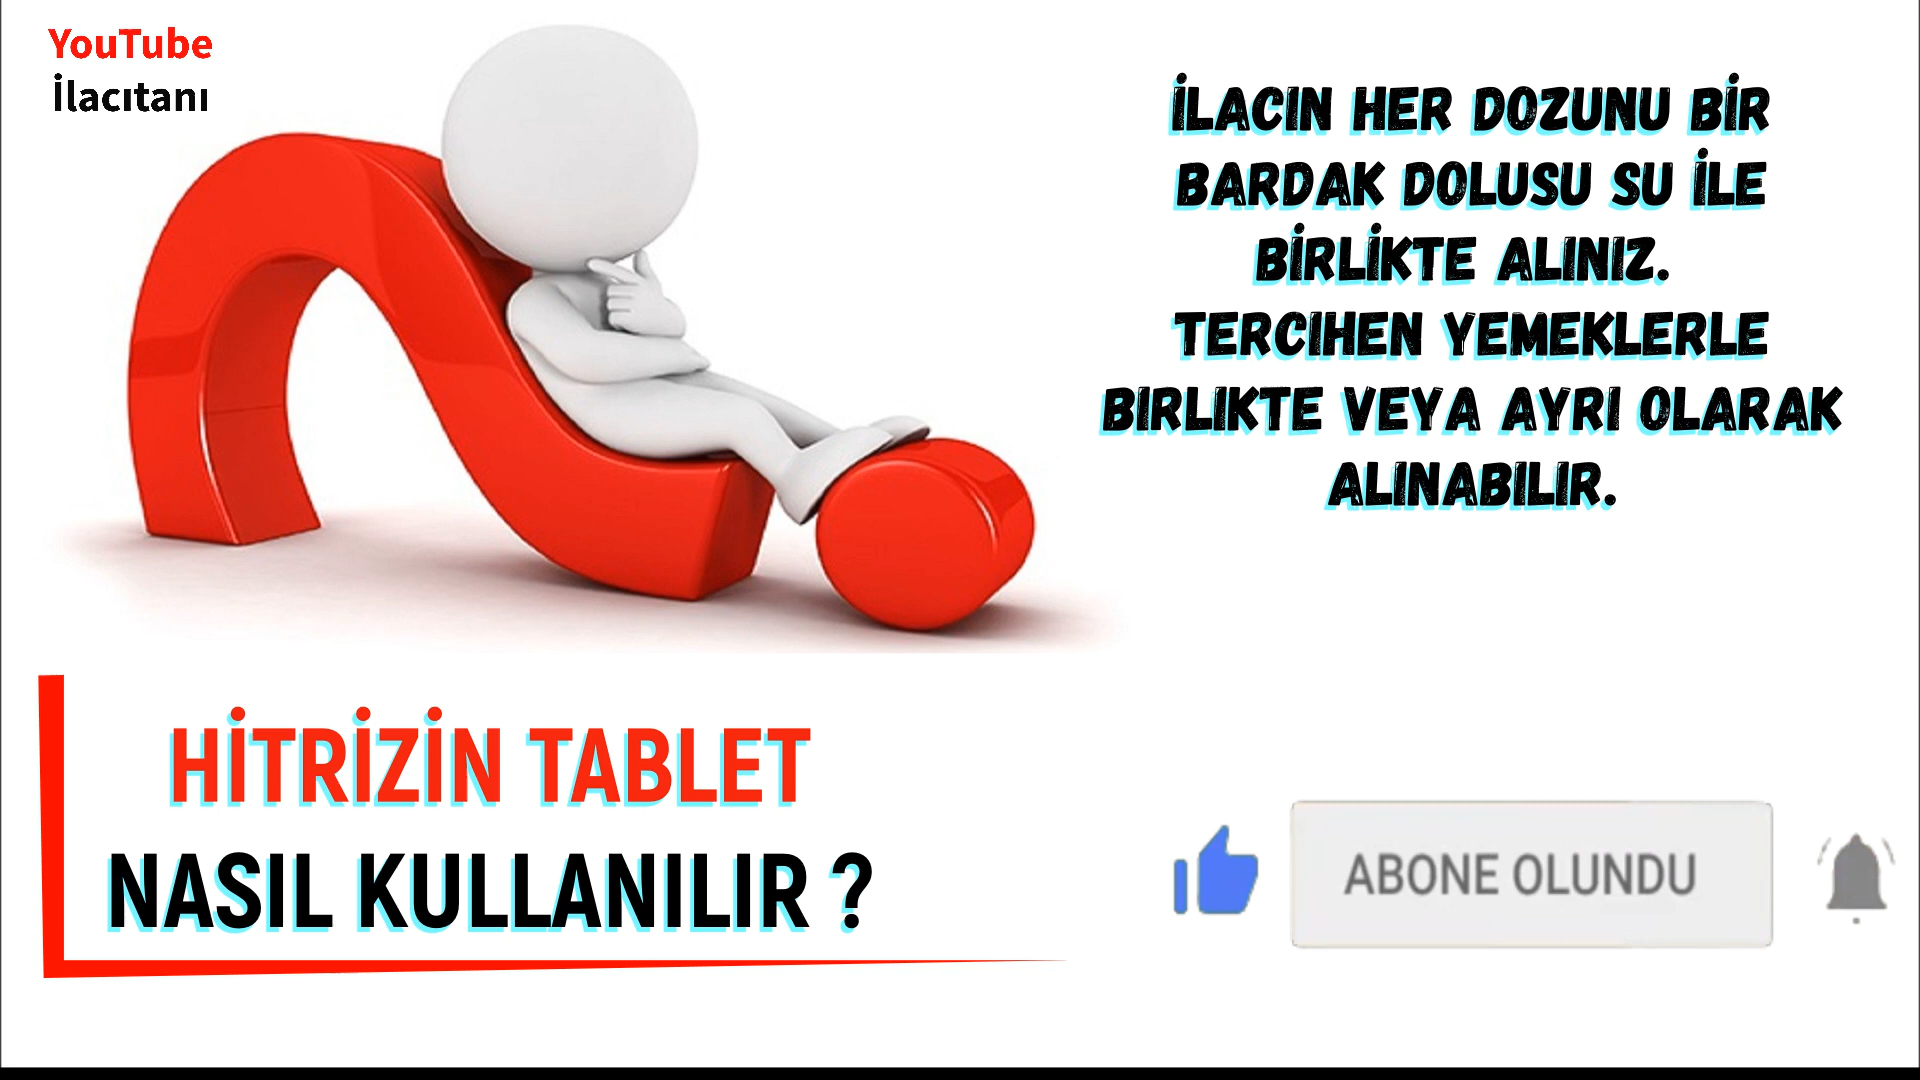 YouTube
İlacıtanı
İLACIN HER DOZUNU BİR
BARDAK DOLUSU SU İLE
BİRLİKTE ALINIZ.
TERCIHEN YEMEKLERLE
BIRLIKTE VEYA AYRI OLARAK
ALINABILIR.
HİTRİZİN TABLET
NASIL KULLANILIR ?
ABONE OLUNDU